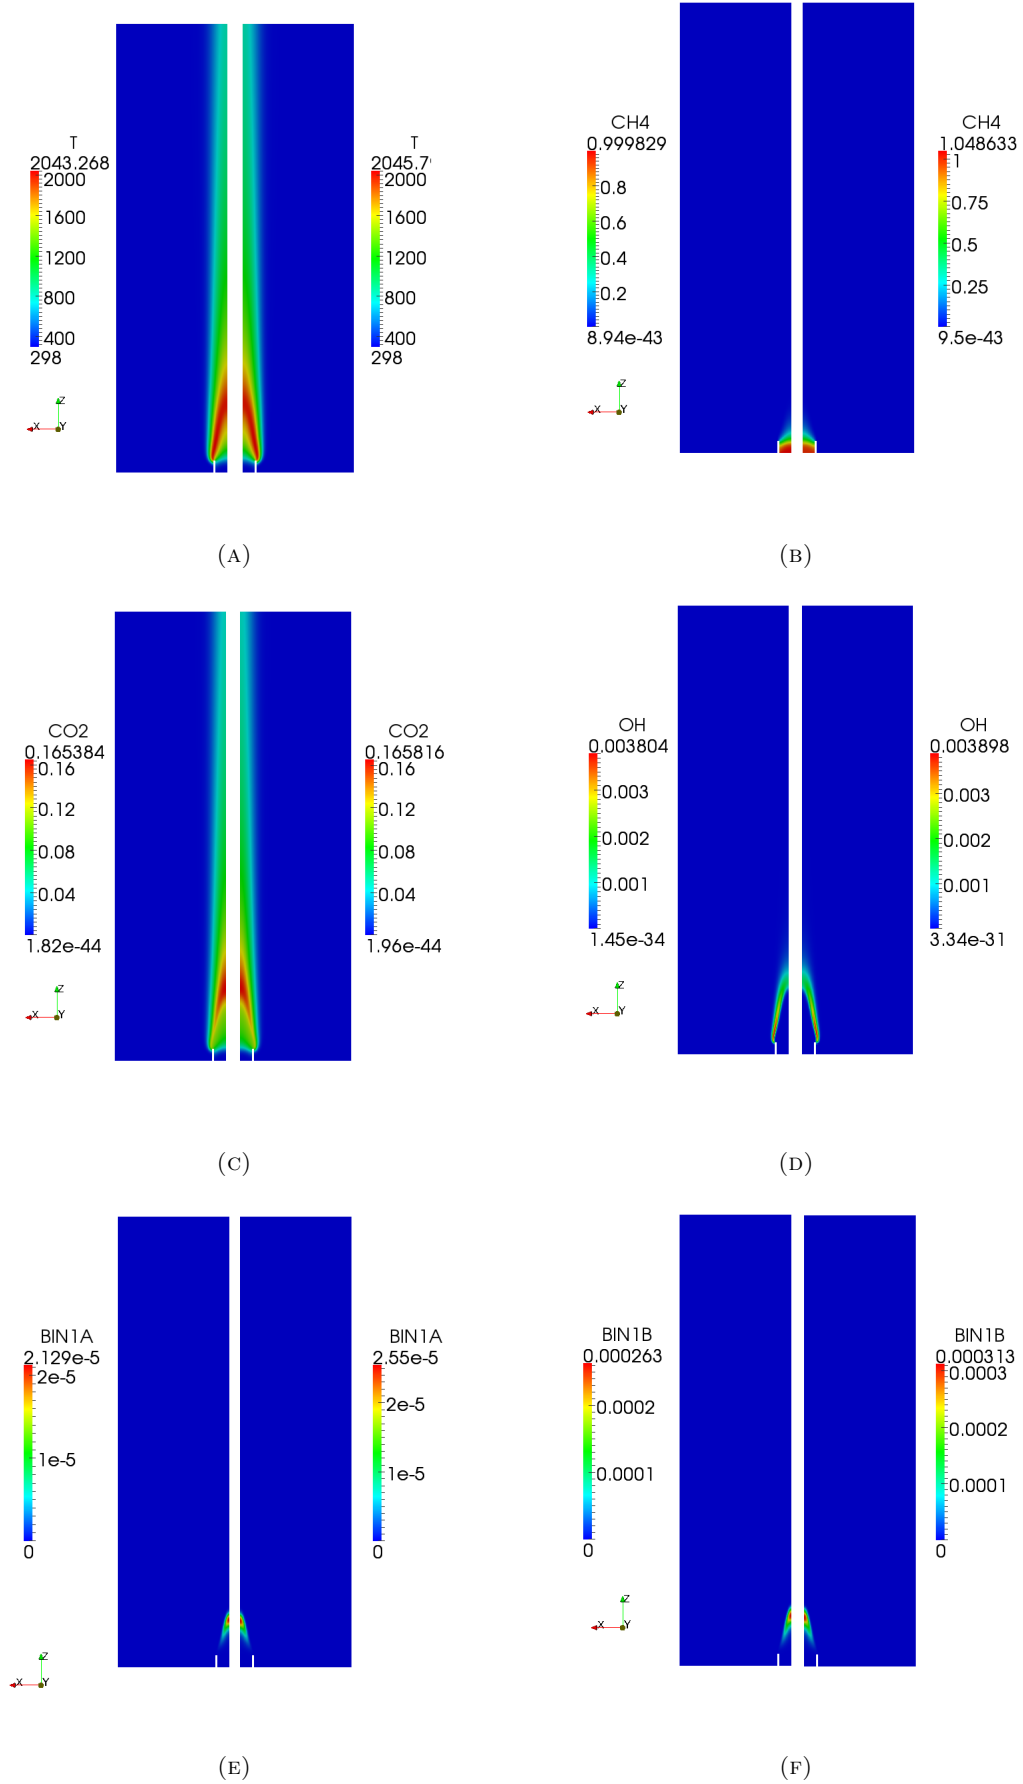 T
2043.268
2000
1600
1200
800
400
298
Z
X
Y
T
2045.7
2000
1600
1200
800
400
298
(A)
CH4
0.999829
0.8
0.6
0.4
0.2
8.94e-43
Z
X
Y
CH4
1.048633
1
0.75
0.5
0.25
9.5e-43
(B)
CO2
0.165384
0.16
0.12
0.08
0.04
1.82e-44
Z
X
Y
CO2
0.165816
0.16
0.12
0.08
0.04
1.96e-44
(C)
OH
0.003804
0.003
0.002
0.001
1.45e-34
Z
X
Y
OH
0.003898
0.003
0.002
0.001
3.34e-31
(D)
BIN1A
2.129e-5
2e-5
1e-5
0
Z
X
Y
BIN1A
2.55e-5
2e-5
1e-5
0
(E)
BIN1B
0.000263
0.0002
0.0001
0
Z
X
Y
BIN1B
0.000313
0.0003
0.0002
0.0001
0
(F)